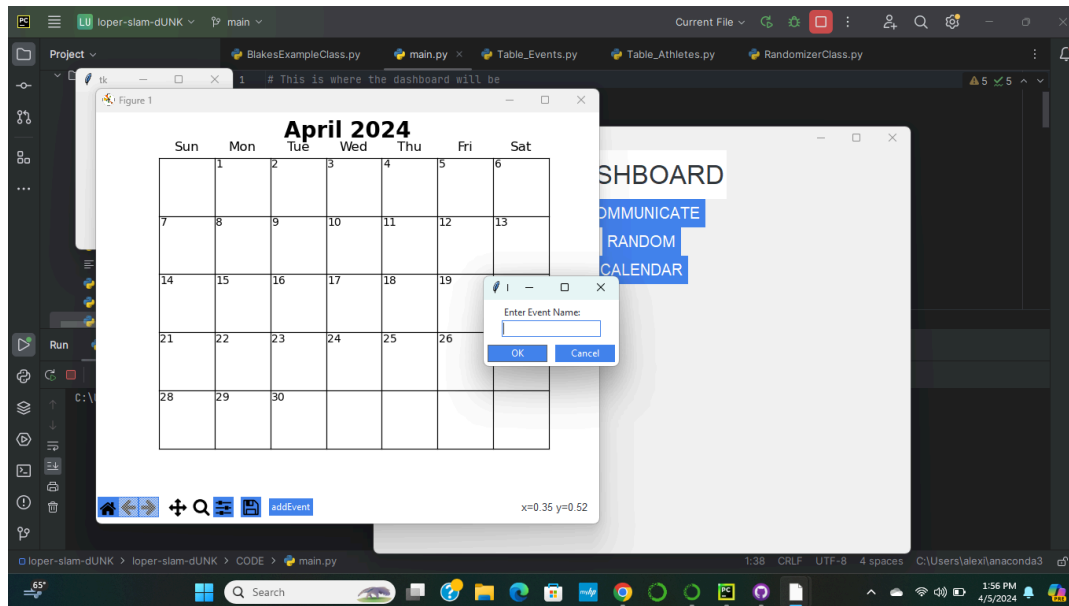 PC LU loper-slam-dUNK main Current File
Project BlakesExampleClass.py main.py Table_Events.py Table_Athletes.py RandomizerClass.py
tk
1 # This is where the dashboard will be 5 5
Figure 1
April 2024
Sun Mon Tue Wed Thu Fri Sat
1 2 3 4 5 6
7 8 9 10 11 12 13
14 15 16 17 18 19
21 22 23 24 25 26
28 29 30
SHBOARD
OMMUNICATE
RANDOM
CALENDAR
Enter Event Name:
OK Cancel
Run
C:\
addEvent
x=0.35 y=0.52
loper-slam-dUNK > loper-slam-dUNK > CODE > main.py 1:38 CRLF UTF-8 4 spaces C:\Users\alexi\anaconda3
65° Search mvhp PC 1:56 PM
4/5/2024 PRE